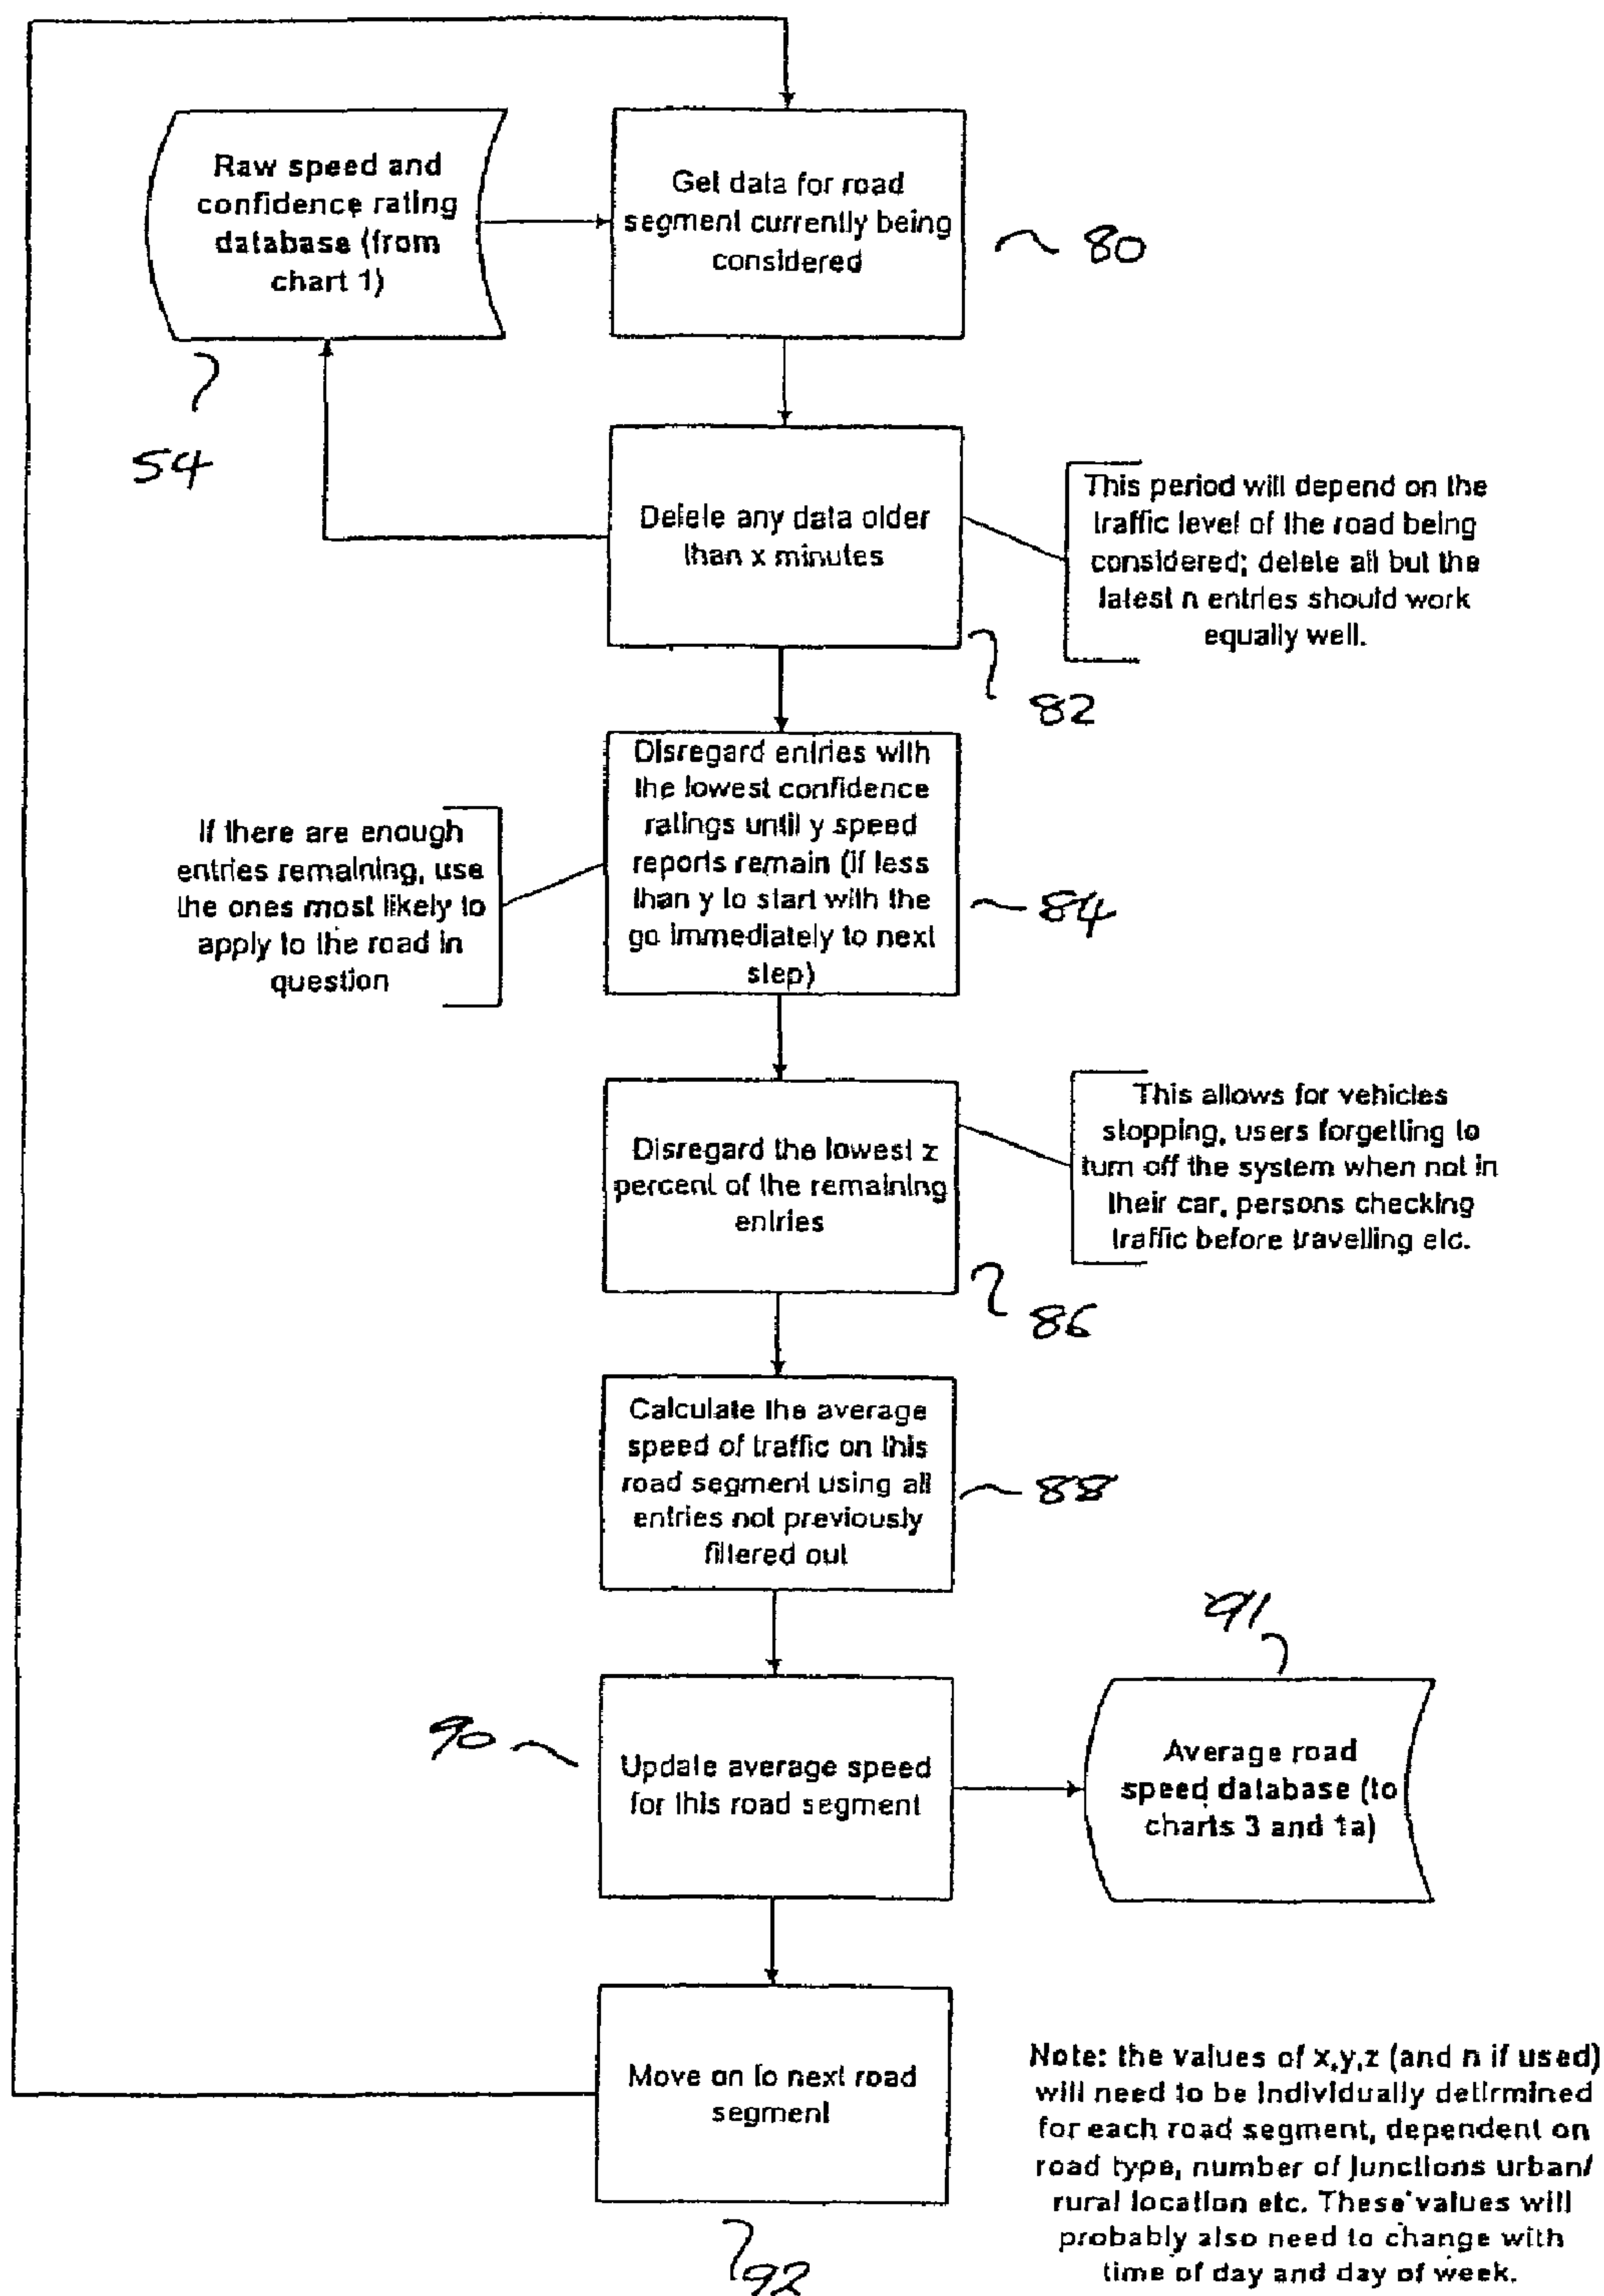 Raw speed and
confidence rating
database (from
chart 1)
Get data for road
segment currently being
considered
80
54
Delete any data older
than x minutes
This period will depend on the
traffic level of the road being
considered; delete all but the
latest n entries should work
equally well.
82
Disregard entries with
the lowest confidence
ratings until y speed
reports remain (if less
than y to start with the
go immediately to next
step)
If there are enough
entries remaining, use
the ones most likely to
apply to the road in
question
84
Disregard the lowest z
percent of the remaining
entries
This allows for vehicles
stopping, users forgetting to
turn off the system when not in
their car, persons checking
traffic before travelling etc.
86
Calculate the average
speed of traffic on this
road segment using all
entries not previously
filtered out
88
91
90
Update average speed
for this road segment
Average road
speed database (to
charts 3 and 1a)
Move on to next road
segment
92
Note: the values of x,y,z (and n if used)
will need to be individually detirmined
for each road segment, dependent on
road type, number of junctions urban/
rural location etc. These values will
probably also need to change with
time of day and day of week.